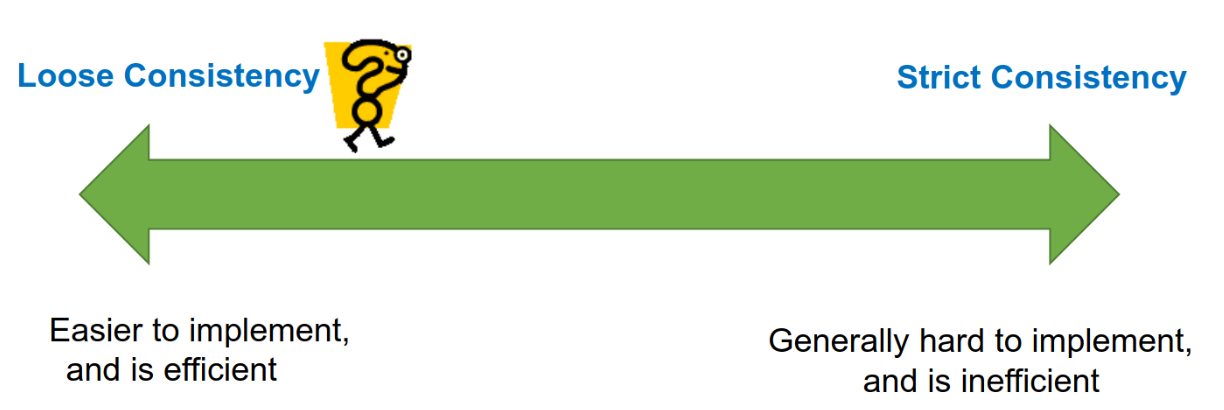 Loose Consistency
Strict Consistency
Easier to implement,
and is efficient
Generally hard to implement,
and is inefficient